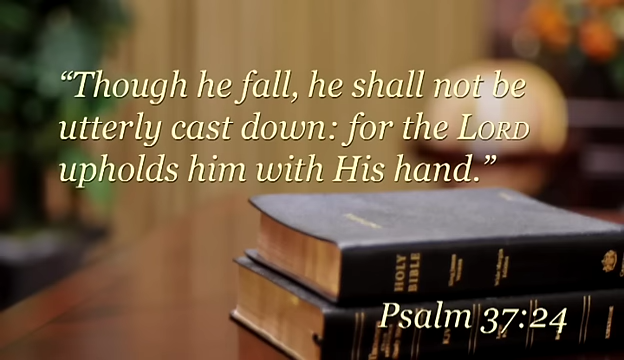 “Though he fall, he shall not be
utterly cast down: for the LORD
upholds him with His hand.”
HOLY
BIBLE
Psalm 37:24